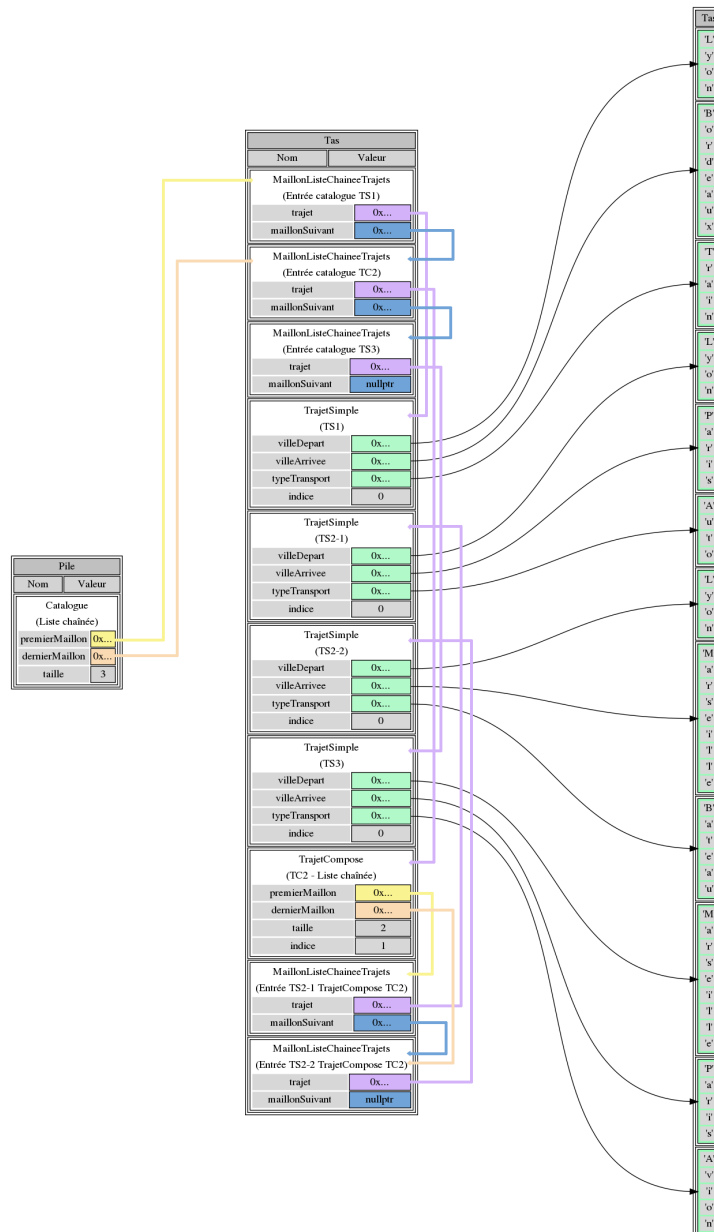 Pile
Nom Valeur
Catalogue
(Liste chaînée)
premierMaillon 0x...
dernierMaillon 0x...
taille 3
Tas
Nom Valeur
MaillonListeChaineeTrajets
(Entrée catalogue TS1)
trajet 0x...
maillonSuivant 0x...
MaillonListeChaineeTrajets
(Entrée catalogue TC2)
trajet 0x...
maillonSuivant 0x...
MaillonListeChaineeTrajets
(Entrée catalogue TS3)
trajet 0x...
maillonSuivant nullptr
TrajetSimple
(TS1)
villeDepart 0x...
villeArrivee 0x...
typeTransport 0x...
indice 0
TrajetSimple
(TS2-1)
villeDepart 0x...
villeArrivee 0x...
typeTransport 0x...
indice 0
TrajetSimple
(TS2-2)
villeDepart 0x...
villeArrivee 0x...
typeTransport 0x...
indice 0
TrajetSimple
(TS3)
villeDepart 0x...
villeArrivee 0x...
typeTransport 0x...
indice 0
TrajetCompose
(TC2 - Liste chaînée)
premierMaillon 0x...
dernierMaillon 0x...
taille 2
indice 1
MaillonListeChaineeTrajets
(Entrée TS2-1 TrajetCompose TC2)
trajet 0x...
maillonSuivant 0x...
MaillonListeChaineeTrajets
(Entrée TS2-2 TrajetCompose TC2)
trajet 0x...
maillonSuivant nullptr
Tas
'L'
'y'
'o'
'n'
'B'
'o'
'r'
'd'
'e'
'a'
'u'
'x'
'T'
'r'
'a'
'i'
'n'
'L'
'y'
'o'
'n'
'P'
'a'
'r'
'i'
's'
'A'
'u'
't'
'o'
'L'
'y'
'o'
'n'
'M'
'a'
'r'
's'
'e'
'i'
'l'
'l'
'e'
'B'
'a'
't'
'e'
'a'
'u'
'M'
'a'
'r'
's'
'e'
'i'
'l'
'l'
'e'
'P'
'a'
'r'
'i'
's'
'A'
'v'
'i'
'o'
'n'